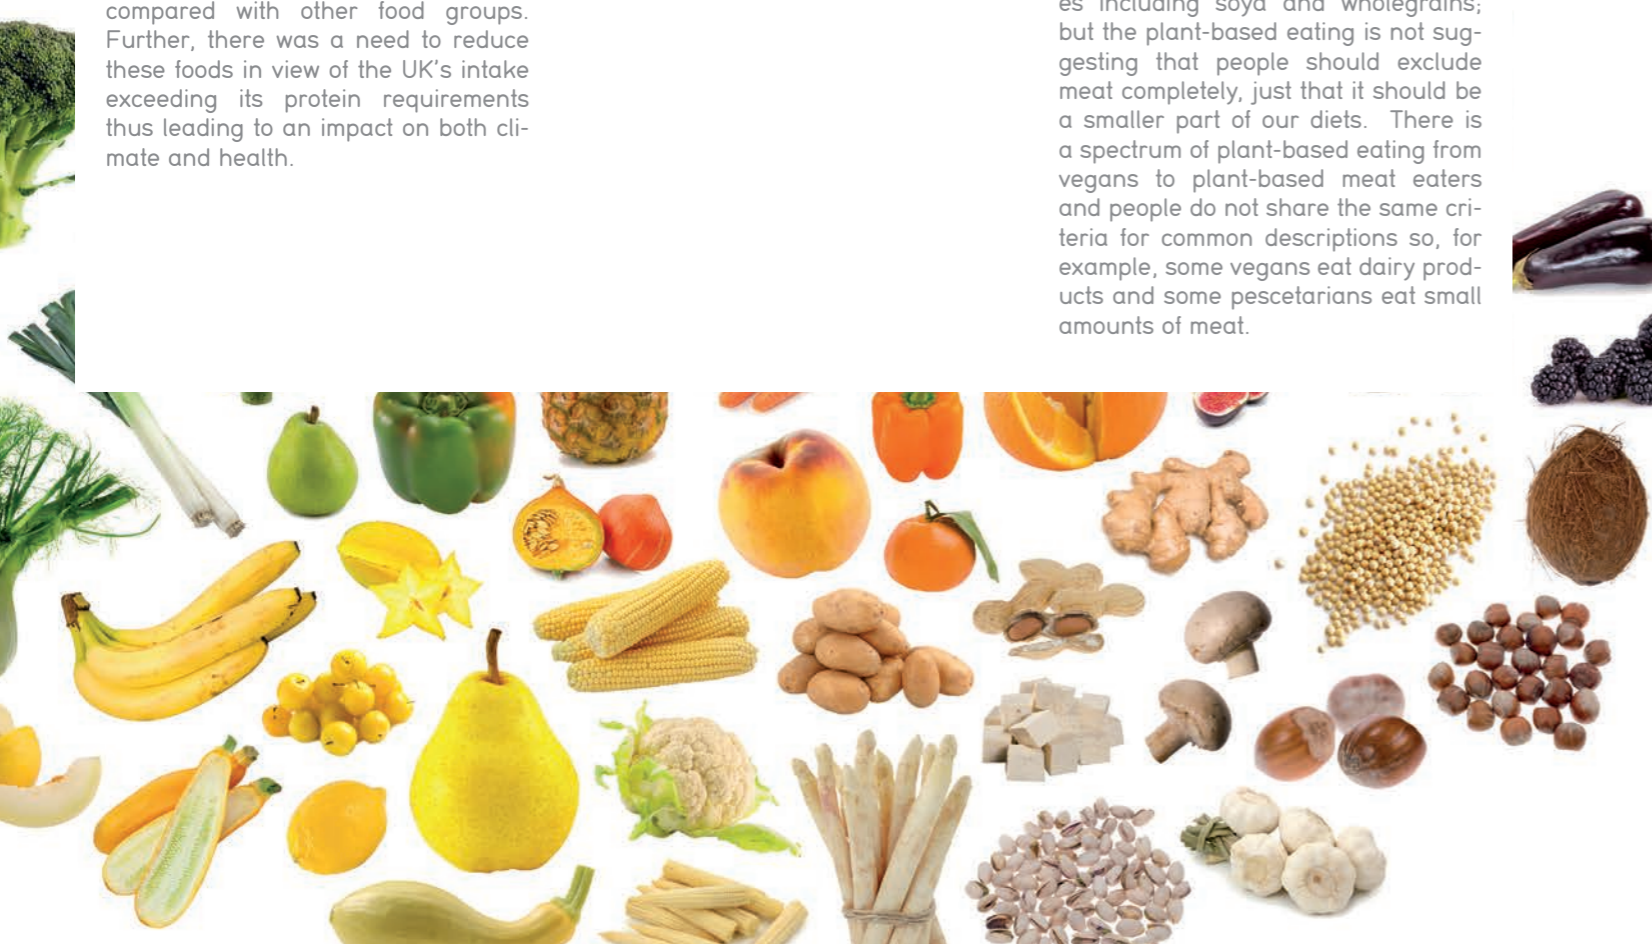 compared with other food groups.
Further, there was a need to reduce
these foods in view of the UK's intake
exceeding its protein requirements
thus leading to an impact on both cli-
mate and health.
es including soya and wholegrains;
but the plant-based eating is not sug-
gesting that people should exclude
meat completely, just that it should be
a smaller part of our diets. There is
a spectrum of plant-based eating from
vegans to plant-based meat eaters
and people do not share the same cri-
teria for common descriptions so, for
example, some vegans eat dairy prod-
ucts and some pescetarians eat small
amounts of meat.